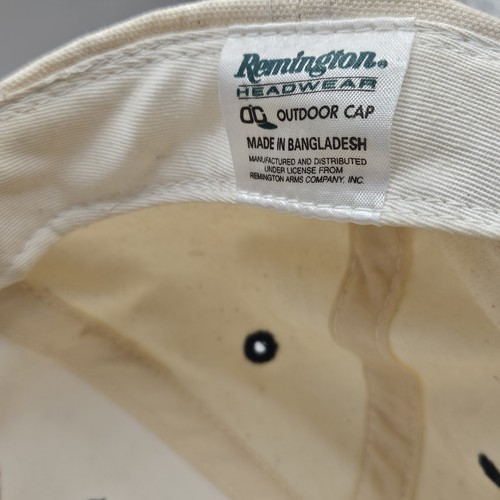 Remington®
HEADWEAR
OC OUTDOOR CAP
MADE IN BANGLADESH
MANUFACTURED AND DISTRIBUTED
UNDER LICENSE FROM
REMINGTON ARMS COMPANY, INC.